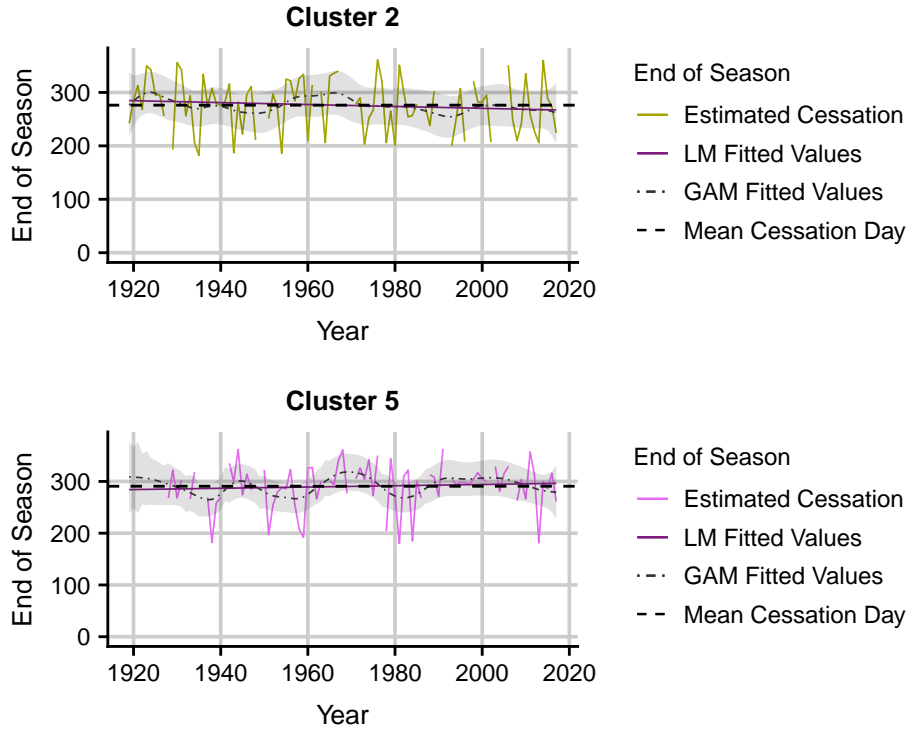 Cluster 2
End of Season
300
200
100
0
1920 1940 1960 1980 2000 2020
Year
End of Season
Estimated Cessation
LM Fitted Values
GAM Fitted Values
Mean Cessation Day
Cluster 5
End of Season
300
200
100
0
1920 1940 1960 1980 2000 2020
Year
End of Season
Estimated Cessation
LM Fitted Values
GAM Fitted Values
Mean Cessation Day